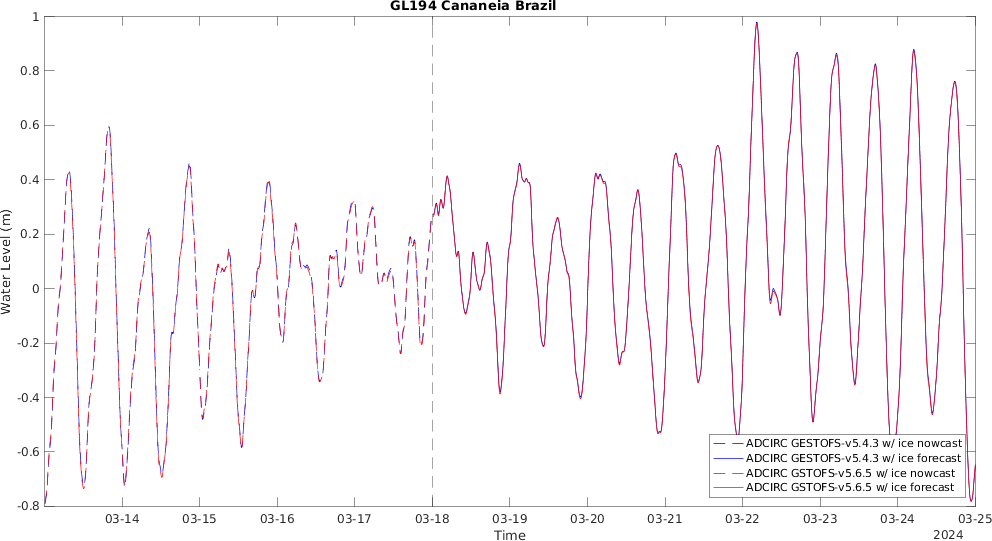 GL194 Cananeia Brazil
1
0.8
0.6
0.4
0.2
0
-0.2
-0.4
-0.6
-0.8
Water Level (m)
ADCIRC GESTOFS-v5.4.3 w/ ice nowcast
ADCIRC GESTOFS-v5.4.3 w/ ice forecast
ADCIRC GSTOFS-v5.6.5 w/ ice nowcast
ADCIRC GSTOFS-v5.6.5 w/ ice forecast
03-14 03-15 03-16 03-17 03-18 03-19 03-20 03-21 03-22 03-23 03-24 03-25
Time
2024